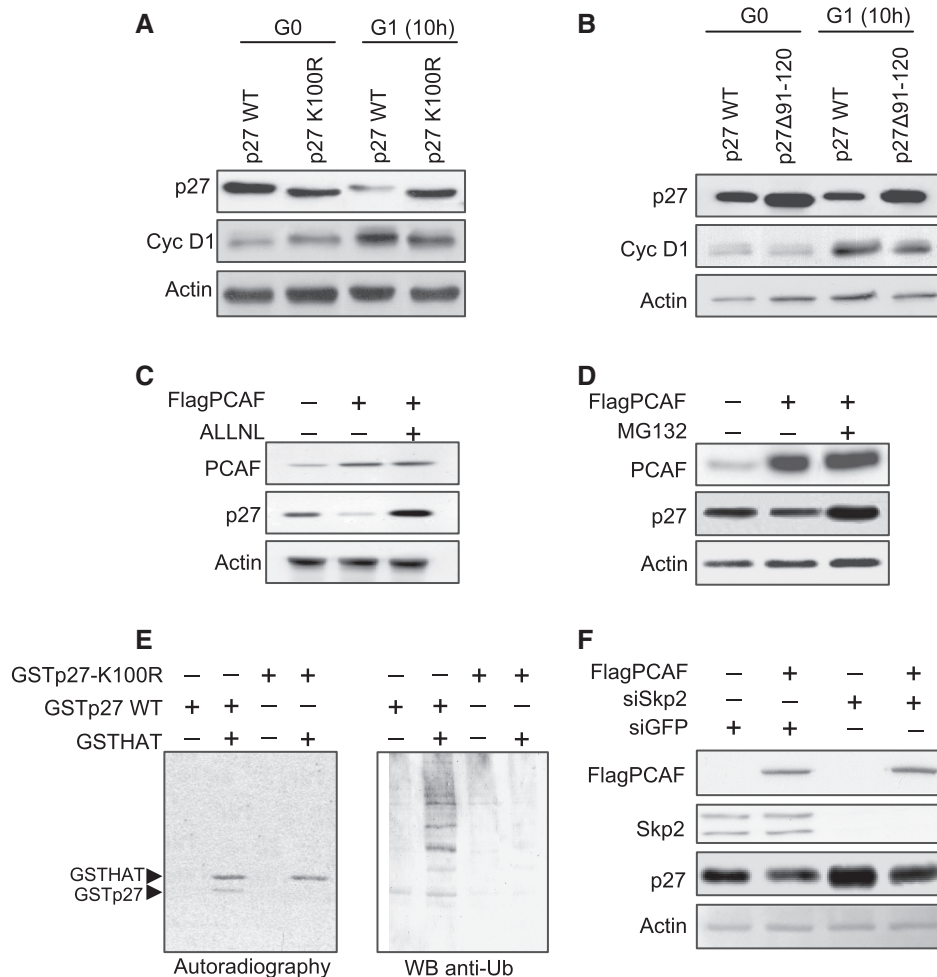 A
G0 G1 (10h)
p27 WT
p27 K100R
p27 WT
p27 K100R
p27
Cyc D1
Actin
B
G0 G1 (10h)
p27 WT
p27Δ91-120
p27 WT
p27Δ91-120
p27
Cyc D1
Actin
C
FlagPCAF − + +
ALLNL − − +
PCAF
p27
Actin
D
FlagPCAF − + +
MG132 − − +
PCAF
p27
Actin
E
GSTp27-K100R − − + + − − + +
GSTp27 WT + + − − + + − −
GSTHAT − + − + − + − +
GSTHAT
GSTp27
Autoradiography WB anti-Ub
F
FlagPCAF − + − +
siSkp2 − − + +
siGFP + + − −
FlagPCAF
Skp2
p27
Actin